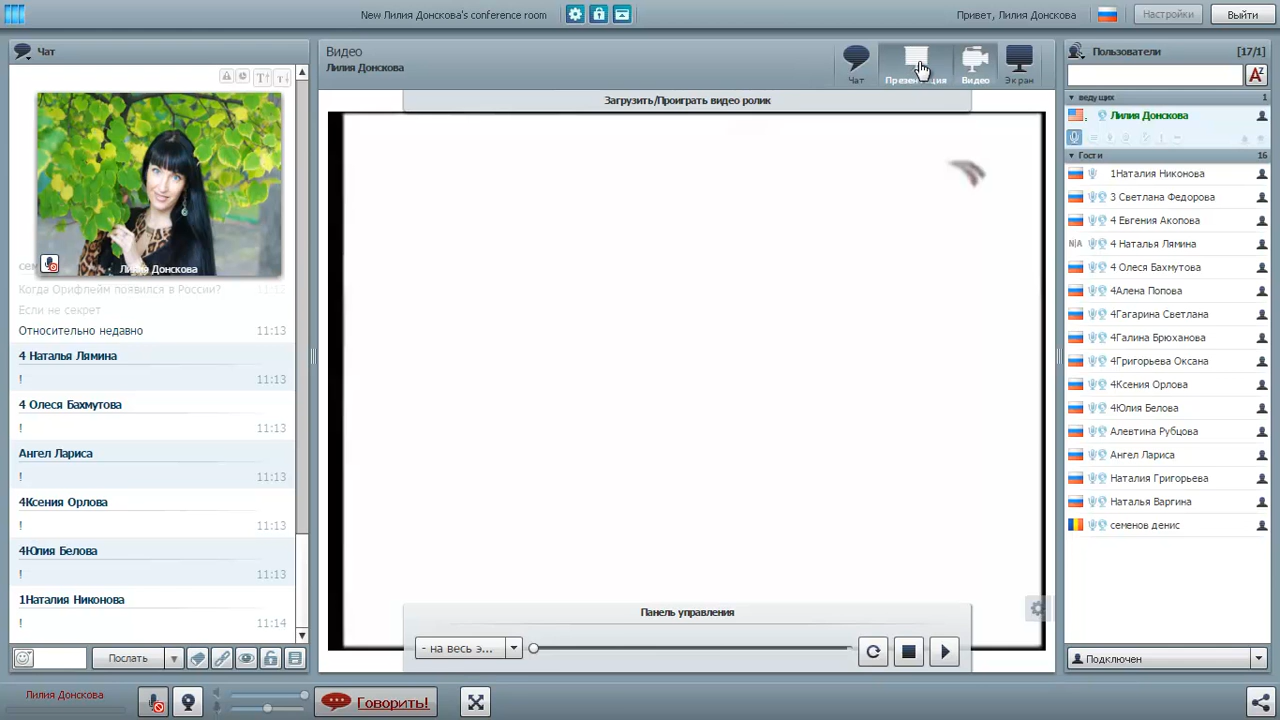 New Лилия Донскова's conference room
Привет, Лилия Донскова
Настройки
Выйти
Чат
Лилия Донскова
Когда Орифлейм появился в России?
Если не секрет
Относительно недавно 11:13
4 Наталья Лямина
! 11:13
4 Олеся Бахмутова
! 11:13
Ангел Лариса
! 11:13
4Ксения Орлова
! 11:13
4Юлия Белова
! 11:13
1Наталия Никонова
! 11:14
Послать
Видео
Лилия Донскова
Чат
Презентация
Видео
Экран
Загрузить/Проиграть видео ролик
Панель управления
- на весь э...
Пользователи [17/1]
ведущих 1
Лилия Донскова
Гости 16
1Наталия Никонова
3 Светлана Федорова
4 Евгения Акопова
N/A 4 Наталья Лямина
4 Олеся Бахмутова
4Алена Попова
4Гагарина Светлана
4Галина Брюханова
4Григорьева Оксана
4Ксения Орлова
4Юлия Белова
Алевтина Рубцова
Ангел Лариса
Наталия Григорьева
Наталья Варгина
семенов денис
Подключен
Лилия Донскова
Говорить!